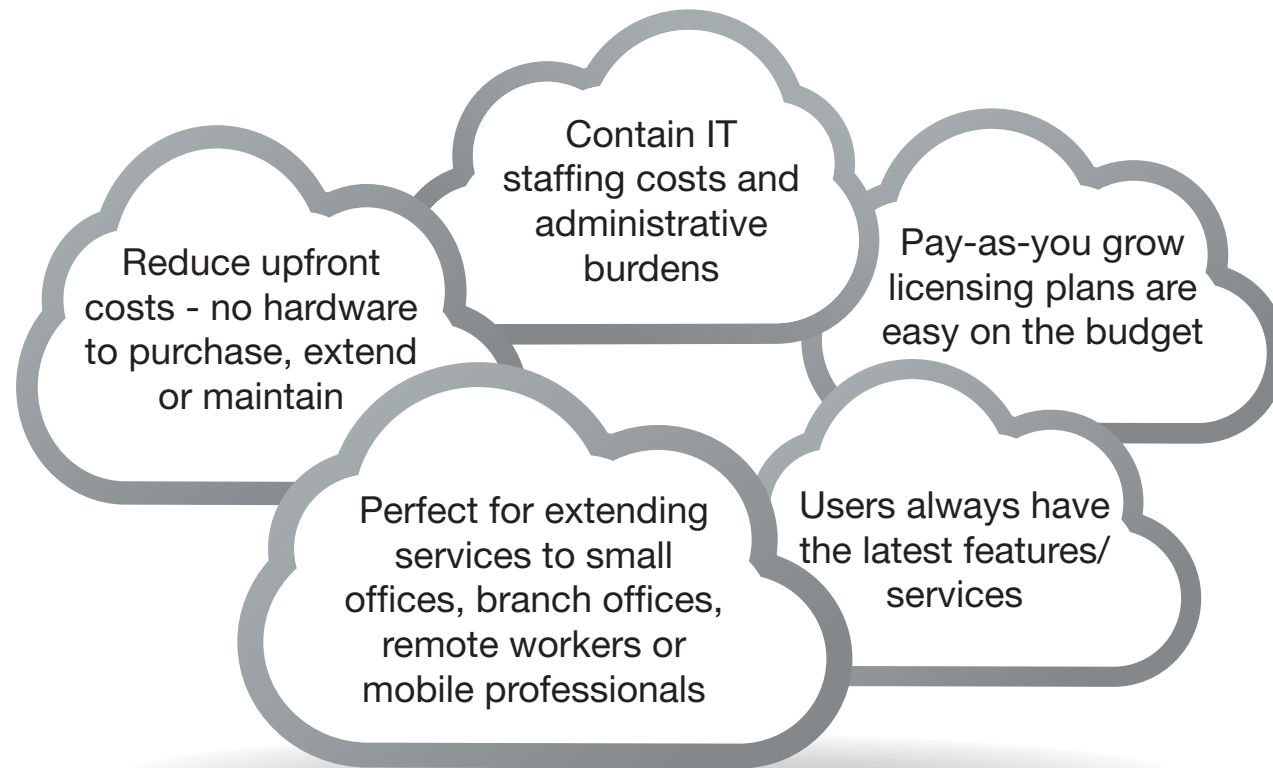 Contain IT
staffing costs and
administrative
burdens
Reduce upfront
costs - no hardware
to purchase, extend
or maintain
Pay-as-you grow
licensing plans are
easy on the budget
Perfect for extending
services to small
offices, branch offices,
remote workers or
mobile professionals
Users always have
the latest features/
services